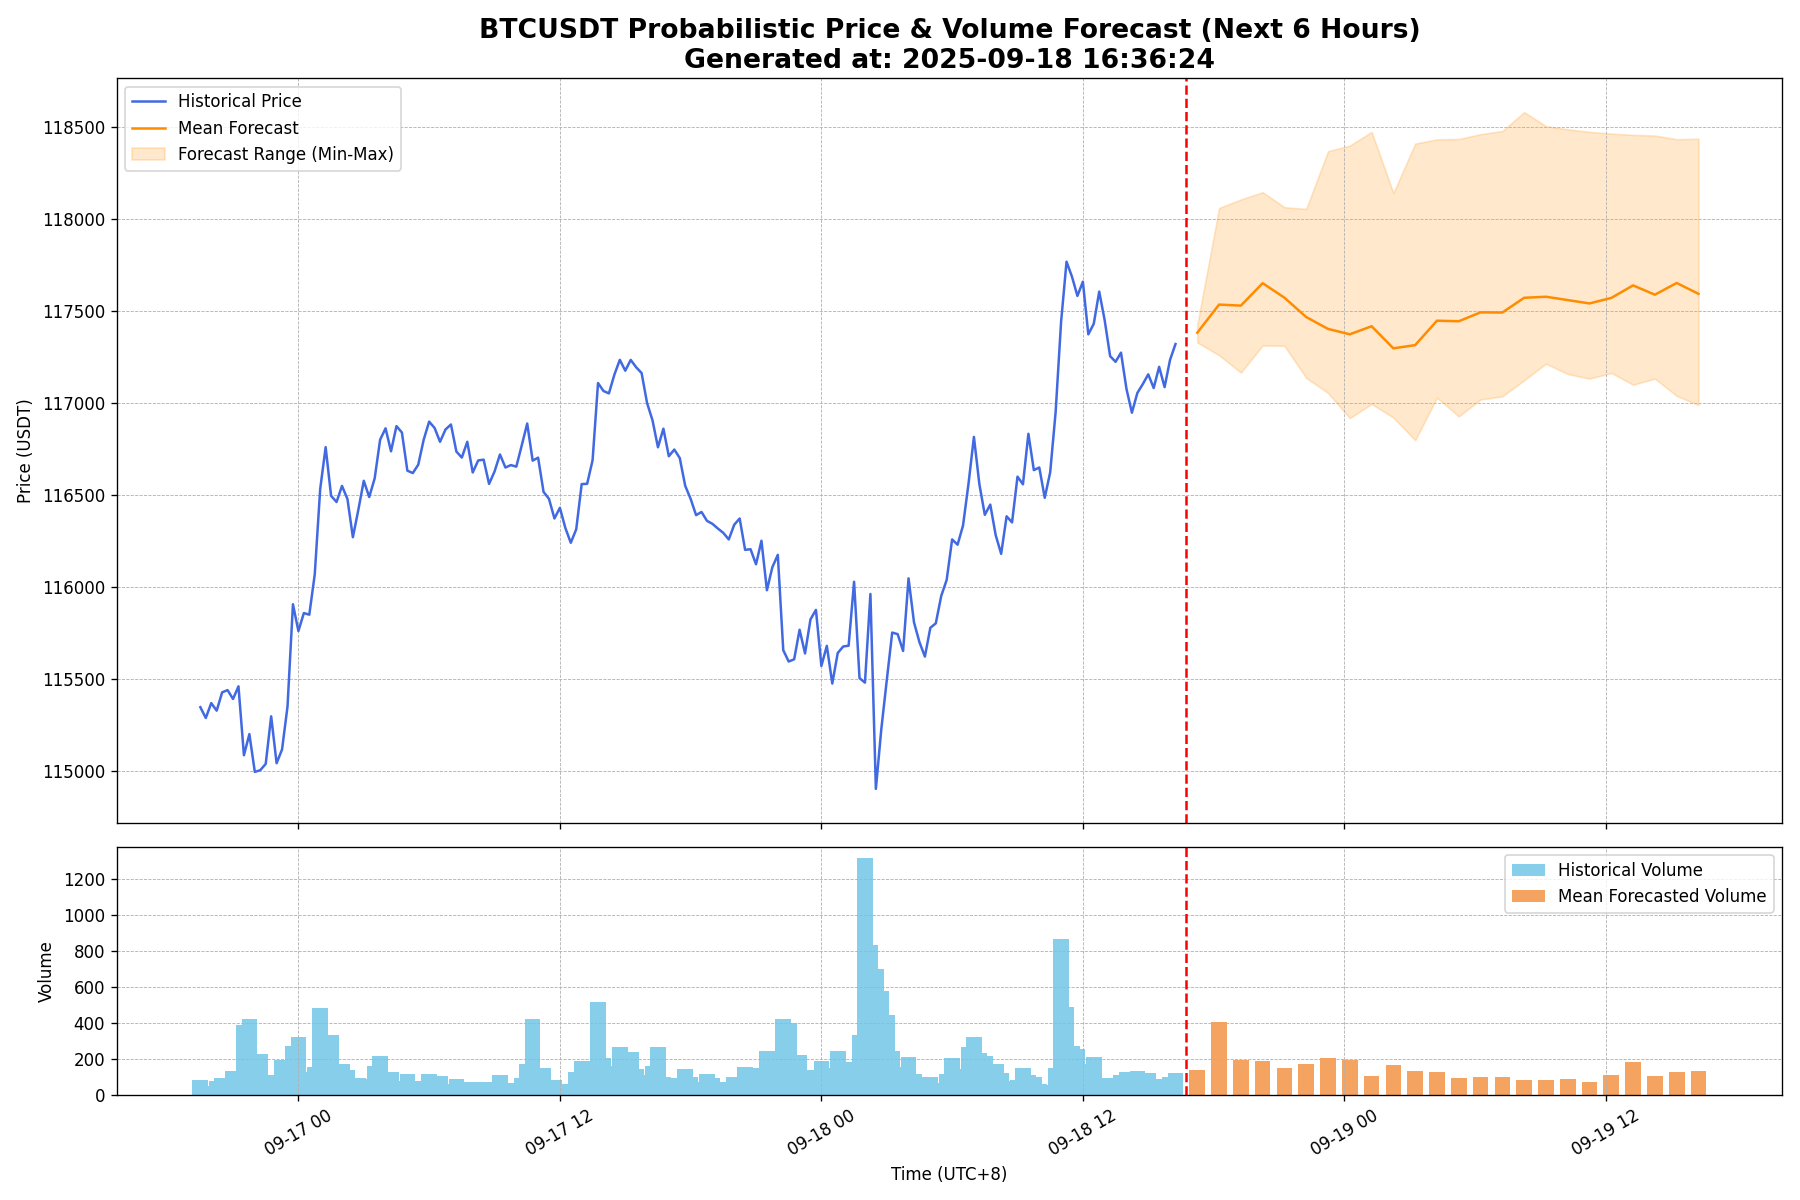 BTCUSDT Probabilistic Price & Volume Forecast (Next 6 Hours)
Generated at: 2025-09-18 16:36:24
Historical Price
Mean Forecast
Forecast Range (Min-Max)
118500
118000
117500
117000
116500
116000
115500
115000
Price (USDT)
Historical Volume
Mean Forecasted Volume
1200
1000
800
600
400
200
0
Volume
09-17 00
09-17 12
09-18 00
09-18 12
09-19 00
09-19 12
Time (UTC+8)